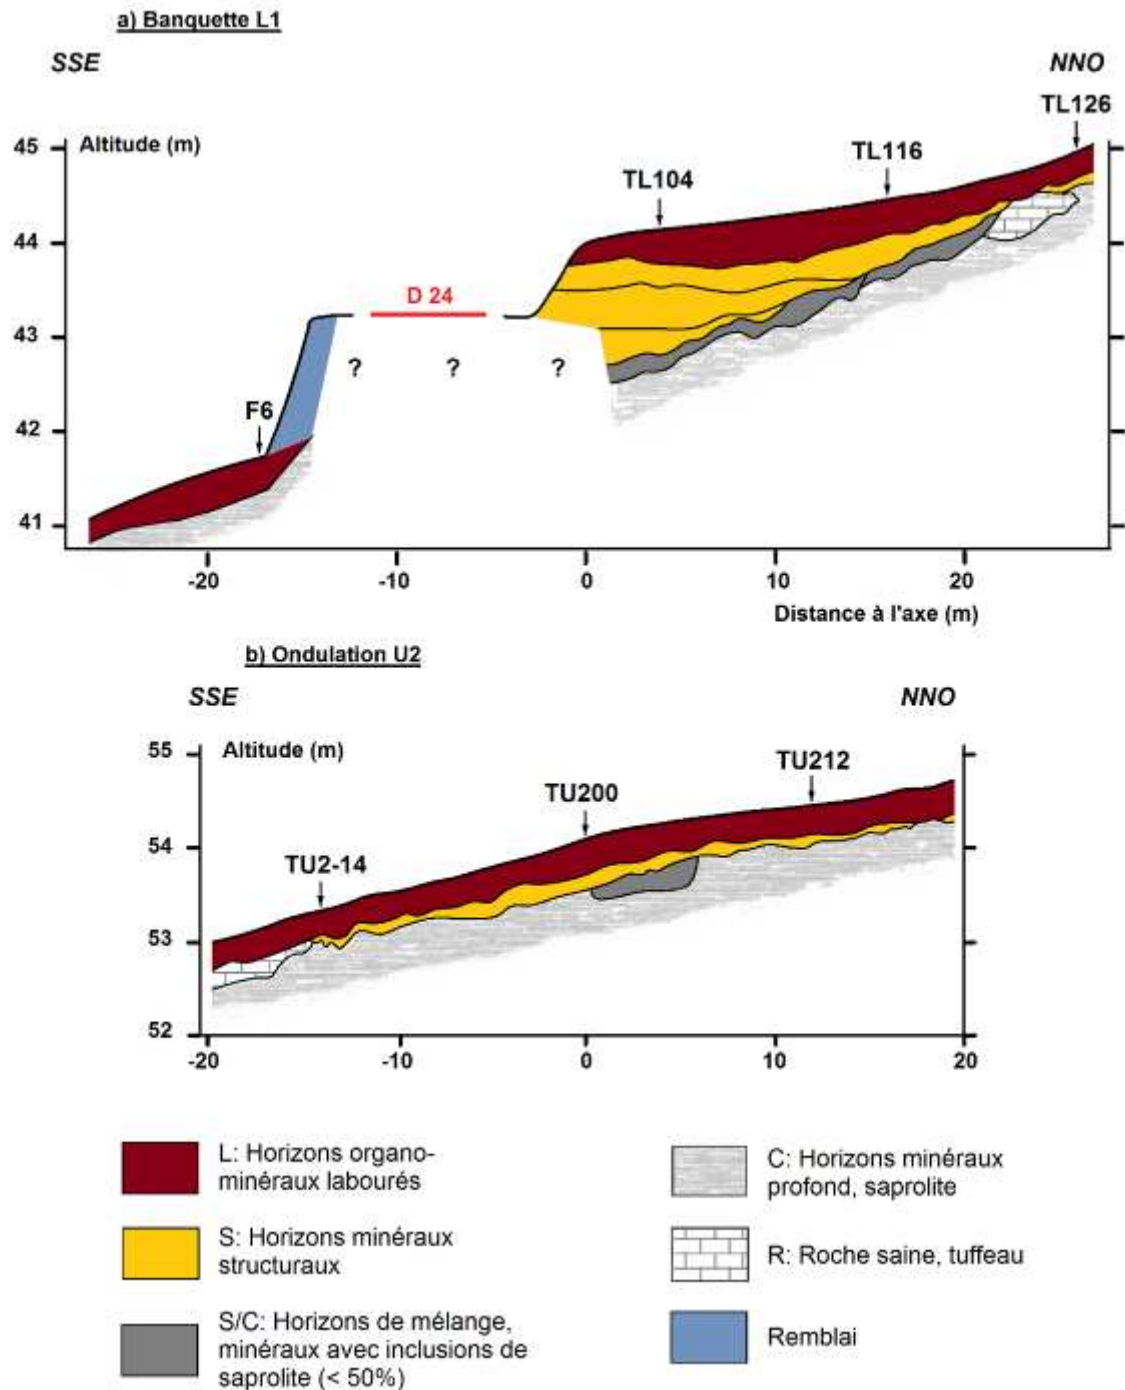 a) Banquette L1
SSE
NNO
TL126
45
Altitude (m)
TL116
TL104
44
D 24
43
? ? ?
F6
42
41
-20 -10 0 10 20
Distance à l'axe (m)
b) Ondulation U2
SSE
NNO
55
Altitude (m)
TU212
TU200
54
TU2-14
53
52
-20 -10 0 10 20
L: Horizons organo-
minéraux labourés
S: Horizons minéraux
structuraux
S/C: Horizons de mélange,
minéraux avec inclusions de
saprolite (< 50%)
C: Horizons minéraux
profond, saprolite
R: Roche saine, tuffeau
Remblai